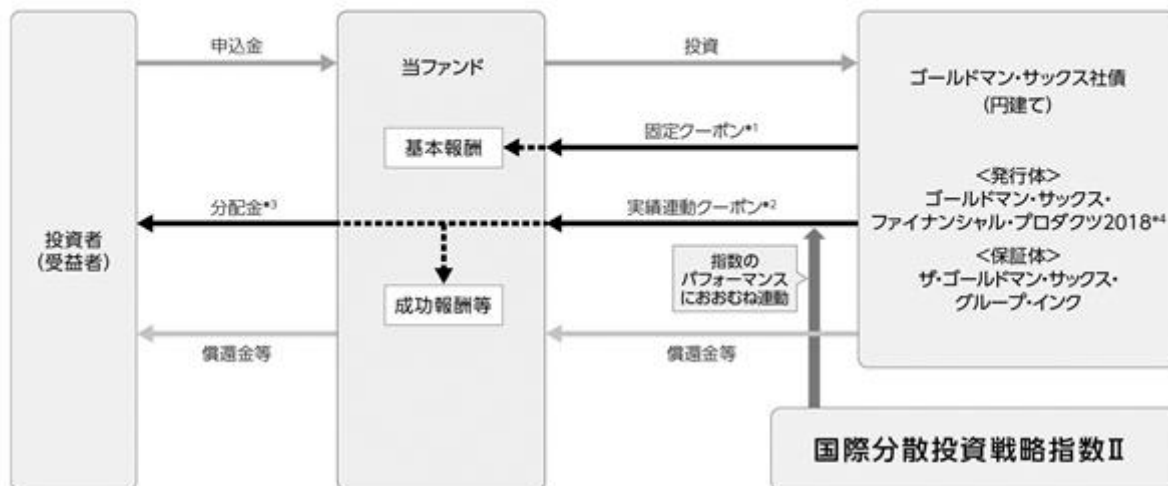 申込金
投資
当ファンド
ゴールドマン・サックス社債
(円建て)
固定クーポン*1
基本報酬
<発行体>
ゴールドマン・サックス・
ファイナンシャル・プロダクツ2018*4
分配金*3
実績連動クーポン*2
投資者
(受益者)
<保証体>
ザ・ゴールドマン・サックス・
グループ・インク
指数の
パフォーマンス
におおむね連動
成功報酬等
償還金等
償還金等
国際分散投資戦略指数Ⅱ